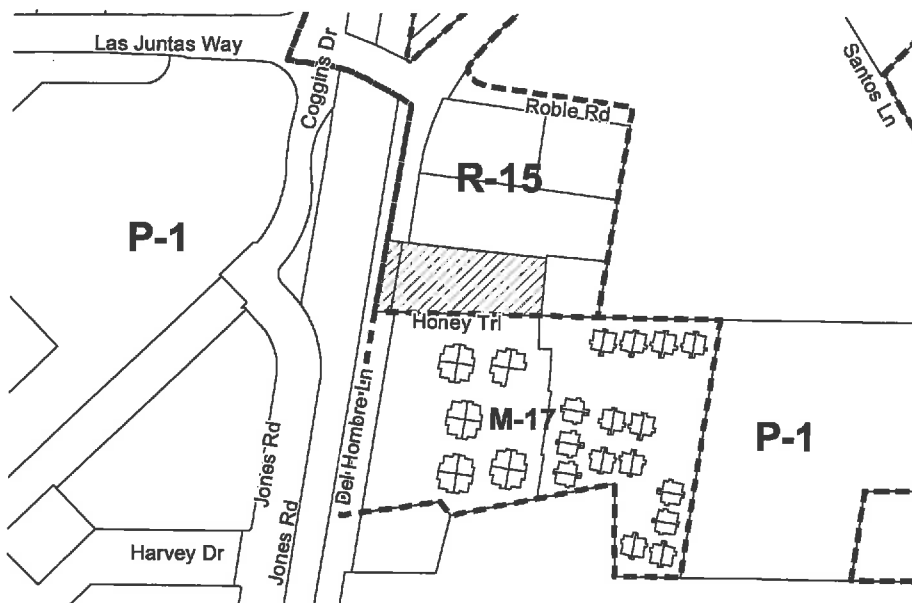 Las Juntas Way
Coggins Dr
Santos Ln
Roble Rd
R-15
P-1
Honey Trl
Del Hombre Ln
M-17
P-1
Jones Rd
Jones Rd
Harvey Dr